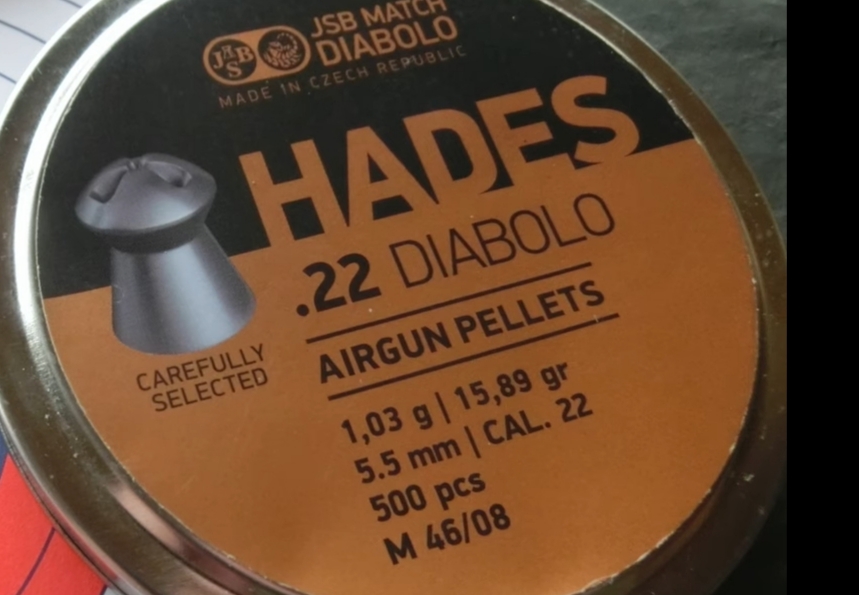 JSB
JSB MATCH
DIABOLO
MADE IN CZECH REPUBLIC
HADES
.22 DIABOLO
AIRGUN PELLETS
CAREFULLY
SELECTED
1,03 g | 15,89 gr
5.5 mm | CAL. 22
500 pcs
M 46/08